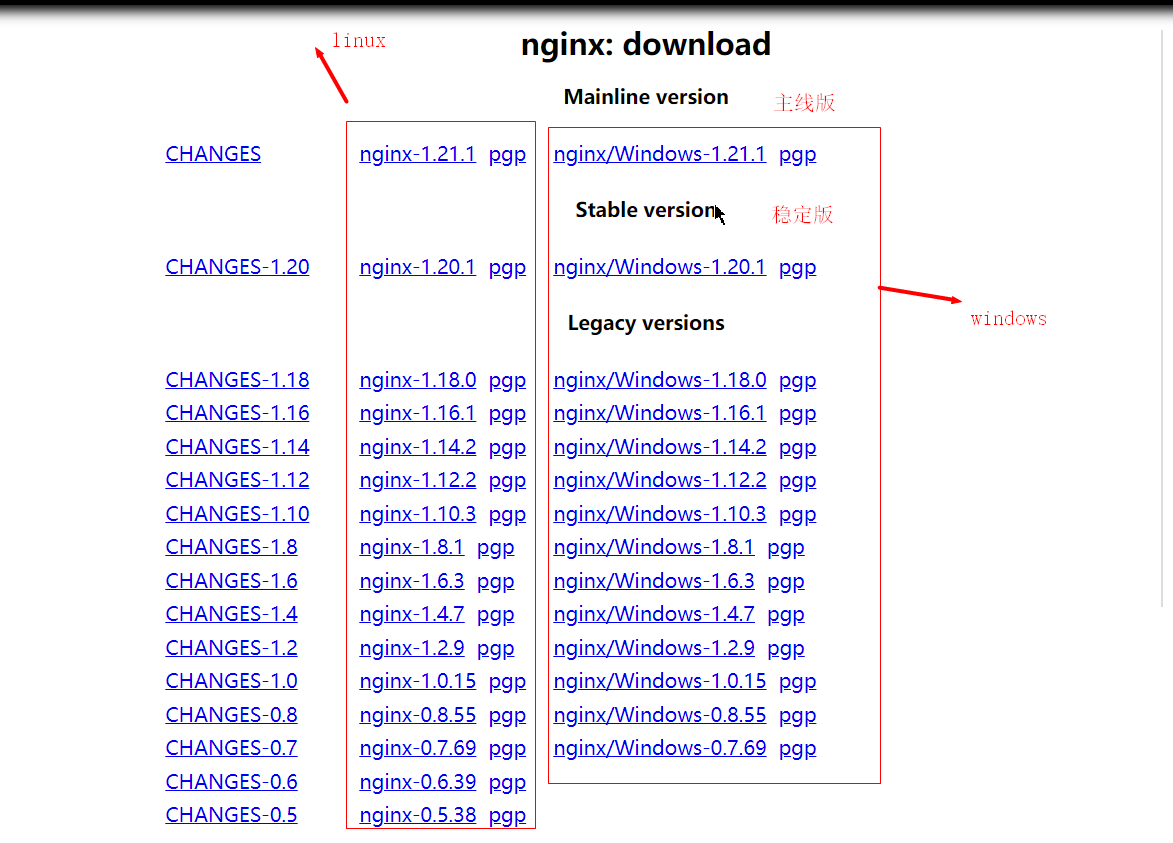 linux
nginx: download
Mainline version 主线版
CHANGES nginx-1.21.1 pgp nginx/Windows-1.21.1 pgp
Stable version 稳定版
CHANGES-1.20 nginx-1.20.1 pgp nginx/Windows-1.20.1 pgp
windows
Legacy versions
CHANGES-1.18 nginx-1.18.0 pgp nginx/Windows-1.18.0 pgp
CHANGES-1.16 nginx-1.16.1 pgp nginx/Windows-1.16.1 pgp
CHANGES-1.14 nginx-1.14.2 pgp nginx/Windows-1.14.2 pgp
CHANGES-1.12 nginx-1.12.2 pgp nginx/Windows-1.12.2 pgp
CHANGES-1.10 nginx-1.10.3 pgp nginx/Windows-1.10.3 pgp
CHANGES-1.8 nginx-1.8.1 pgp nginx/Windows-1.8.1 pgp
CHANGES-1.6 nginx-1.6.3 pgp nginx/Windows-1.6.3 pgp
CHANGES-1.4 nginx-1.4.7 pgp nginx/Windows-1.4.7 pgp
CHANGES-1.2 nginx-1.2.9 pgp nginx/Windows-1.2.9 pgp
CHANGES-1.0 nginx-1.0.15 pgp nginx/Windows-1.0.15 pgp
CHANGES-0.8 nginx-0.8.55 pgp nginx/Windows-0.8.55 pgp
CHANGES-0.7 nginx-0.7.69 pgp nginx/Windows-0.7.69 pgp
CHANGES-0.6 nginx-0.6.39 pgp
CHANGES-0.5 nginx-0.5.38 pgp